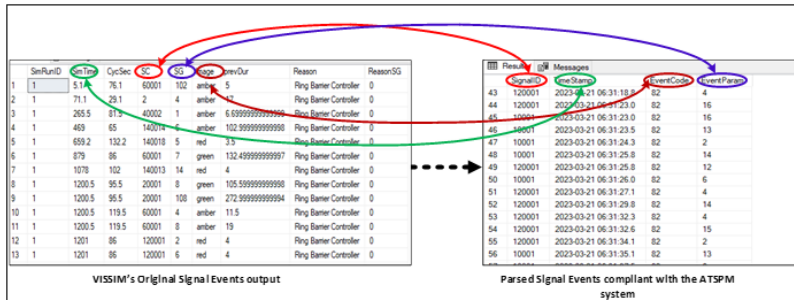 SimRunID SimTime CycSec SC SG prevDur Reason ReasonSG
1 1 5.1 76.1 60001 102 amber 5 Ring Barrier Controller 0
2 1 71.1 29.1 2 4 amber Ring Barrier Controller 0
3 1 265.5 81.5 40002 1 amber Ring Barrier Controller 0
4 1 469 65 amber Ring Barrier Controller 0
5 1 659.2 132.2 140018 5 red 3.5 Ring Barrier Controller 0
6 1 879 86 60001 7 green 132.499999999997 Ring Barrier Controller 0
7 1 1078 102 140013 14 red 4 Ring Barrier Controller 0
8 1 1200.5 95.5 20001 8 green 105.599999999998 Ring Barrier Controller 0
9 1 1200.5 95.5 20001 108 green 272.999999999994 Ring Barrier Controller 0
10 1 1200.5 119.5 60001 4 amber 11.5 Ring Barrier Controller 0
11 1 1200.5 119.5 60001 8 amber 19 Ring Barrier Controller 0
12 1 1201 86 120001 2 red 4 Ring Barrier Controller 0
13 1 1201 86 120001 6 red 4 Ring Barrier Controller 0
VISSIM's Original Signal Events output
Results Messages
SignalID TimeStamp EventCode EventParam
43 120001 2023-03-21 06:31:18.8 82 4
44 120001 2023-03-21 06:31:23.0 82 16
45 10001 2023-03-21 06:31:23.0 82 16
46 10001 2023-03-21 06:31:23.5 82 13
47 10001 2023-03-21 06:31:24.3 82 2
48 10001 2023-03-21 06:31:25.8 82 14
49 120001 2023-03-21 06:31:25.8 82 12
50 10001 2023-03-21 06:31:26.0 82 6
51 120001 2023-03-21 06:31:27.1 82 4
52 120001 2023-03-21 06:31:29.8 82 14
53 120001 2023-03-21 06:31:32.3 82 4
54 120001 2023-03-21 06:31:32.6 82 15
55 120001 2023-03-21 06:31:34.1 82 2
56 10001 2023-03-21 06:31:35.1 82 13
Parsed Signal Events compliant with the ATSPM
system